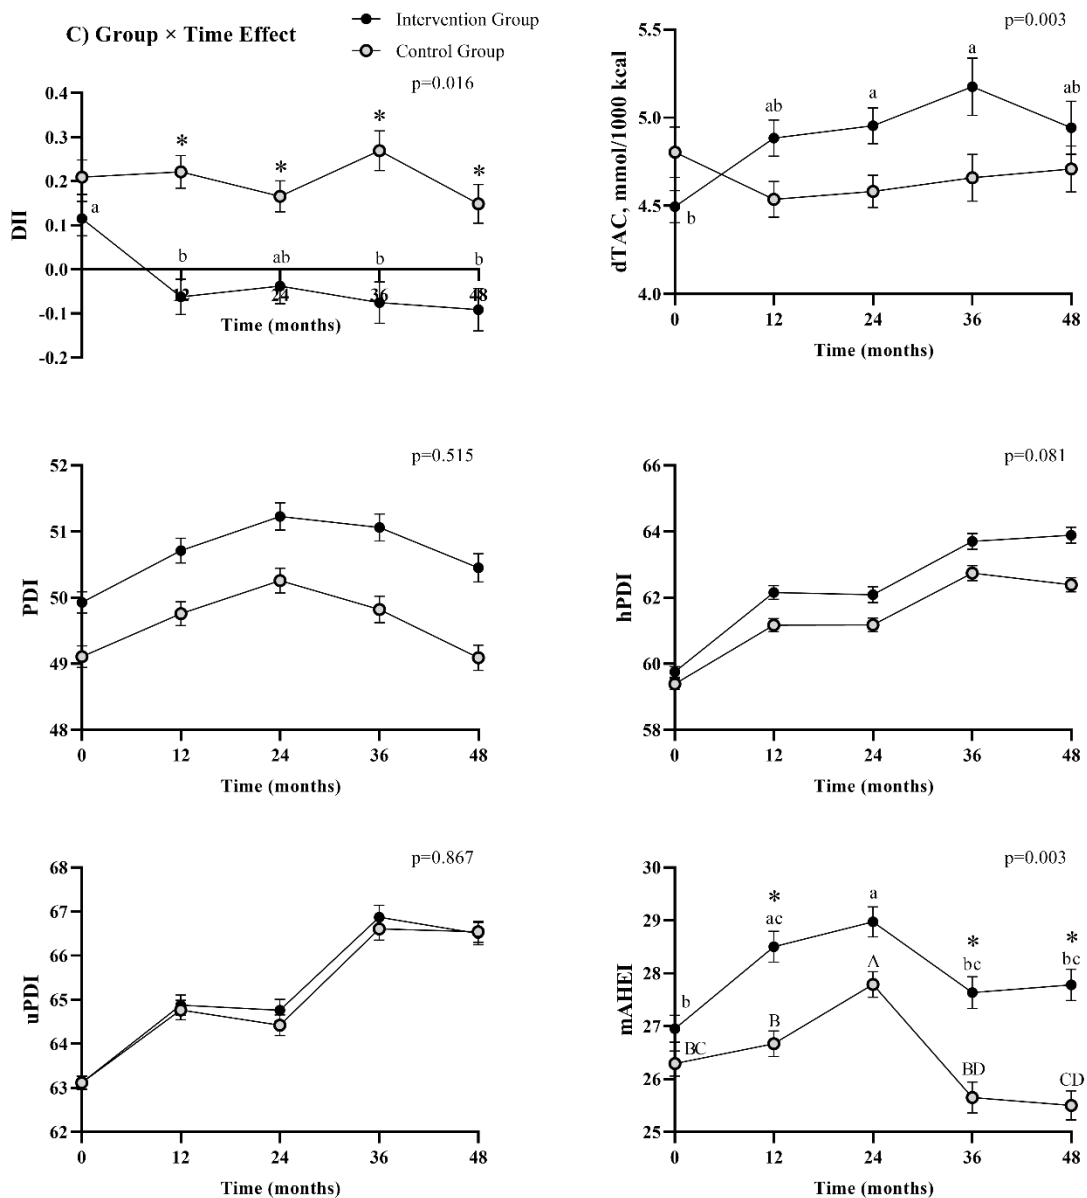 C) Group × Time Effect
Intervention Group
Control Group
p=0.016
DII
0.4
0.3
0.2
0.1
0.0
-0.1
-0.2
a
*
*
*
*
b
ab
b
b
12
24
36
48
Time (months)
p=0.003
dTAC, mmol/1000 kcal
5.5
5.0
4.5
4.0
b
ab
a
a
ab
0
12
24
36
48
Time (months)
p=0.515
PDI
52
51
50
49
48
0
12
24
36
48
Time (months)
p=0.081
hPDI
66
64
62
60
58
0
12
24
36
48
Time (months)
p=0.867
uPDI
68
67
66
65
64
63
62
0
12
24
36
48
Time (months)
p=0.003
mAHEI
30
29
28
27
26
25
b
*
ac
a
*
bc
*
bc
BC
B
A
BD
CD
0
12
24
36
48
Time (months)